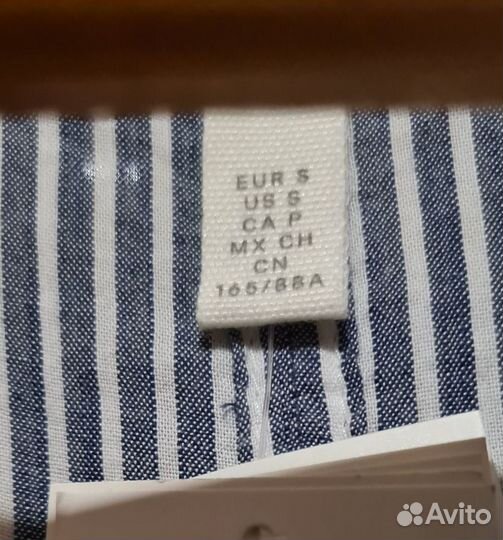 EUR S
US S
CA P
MX CH
CN
165/88A
Avito